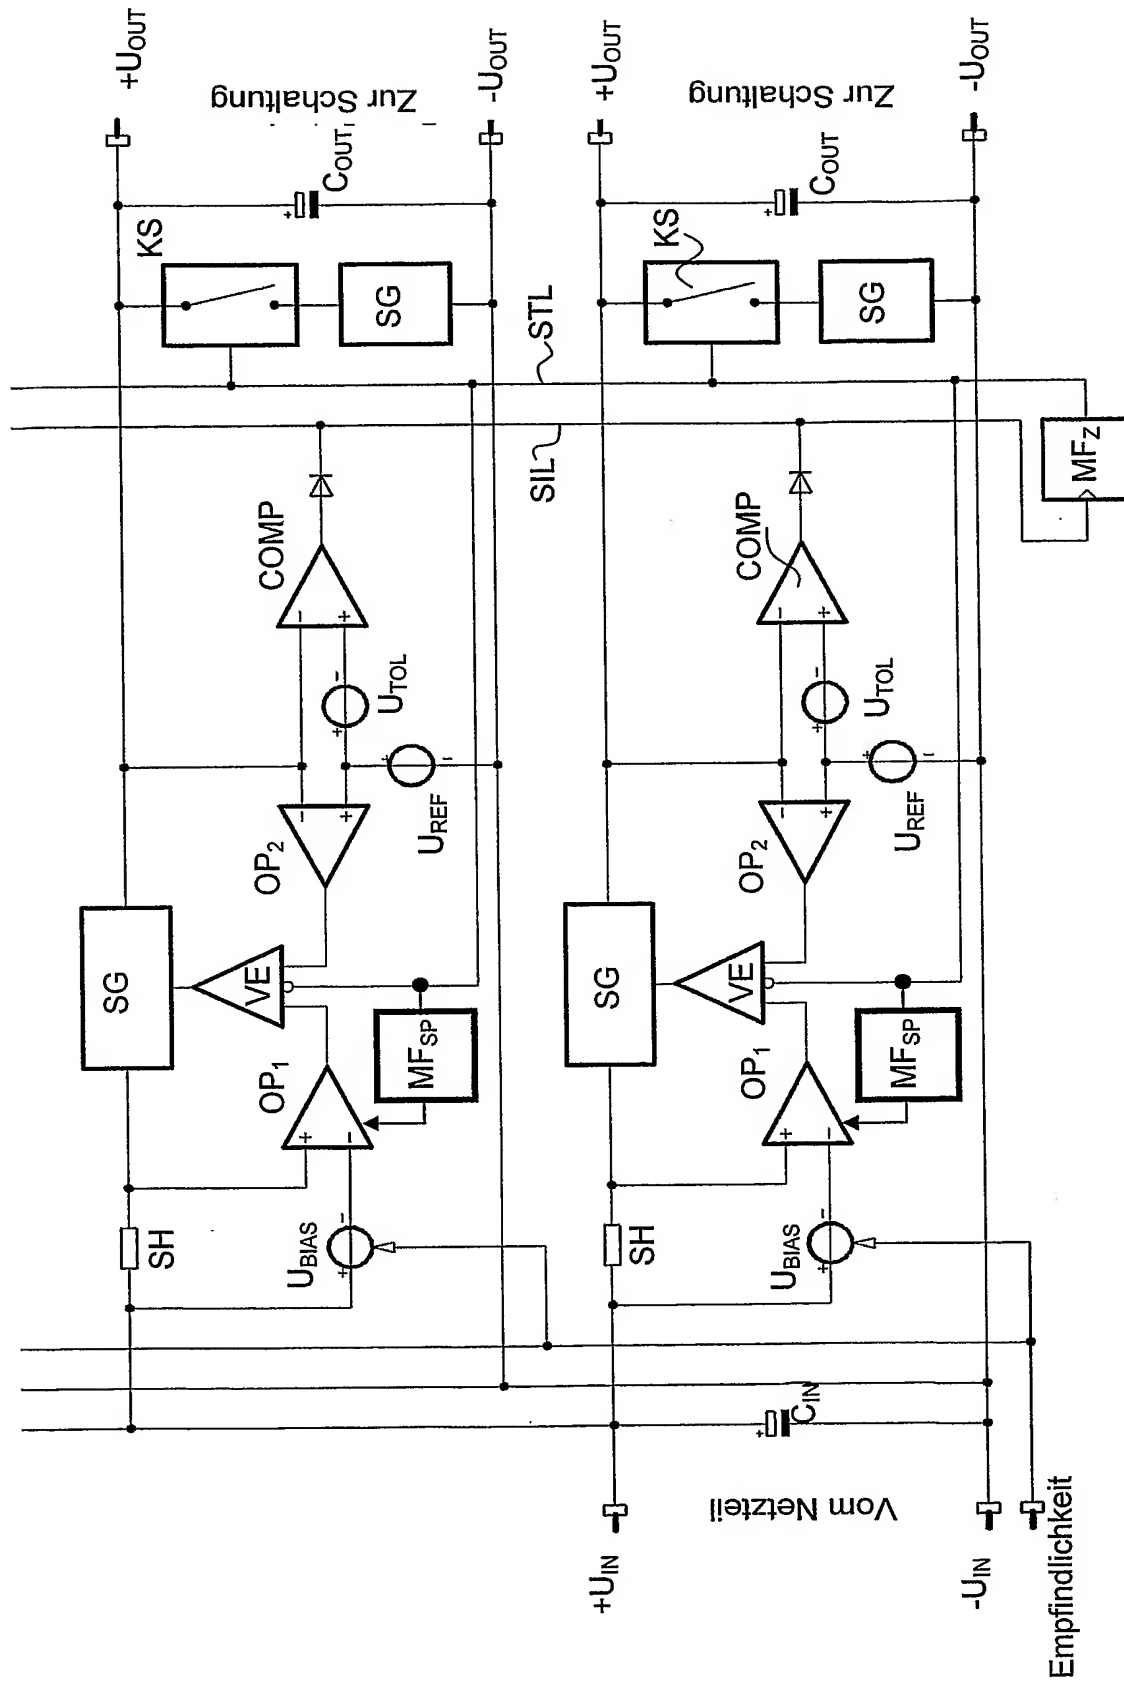 +U_OUT
Zur Schaltung
-U_OUT
+U_OUT
Zur Schaltung
-U_OUT
+
C_OUT
+
C_OUT
KS
KS
SG
SG
STL
SIL
MF_Z
COMP
COMP
-
+
-
+
+
-
U_TOL
+
-
U_TOL
+
-
U_REF
+
-
U_REF
OP_2
-
+
OP_2
-
+
SG
VE
SG
VE
OP_1
+
-
MF_SP
OP_1
+
-
MF_SP
SH
+
-
U_BIAS
SH
+
-
U_BIAS
+
C_IN
Vom Netzteil
+U_IN
-U_IN
Empfindlichkeit